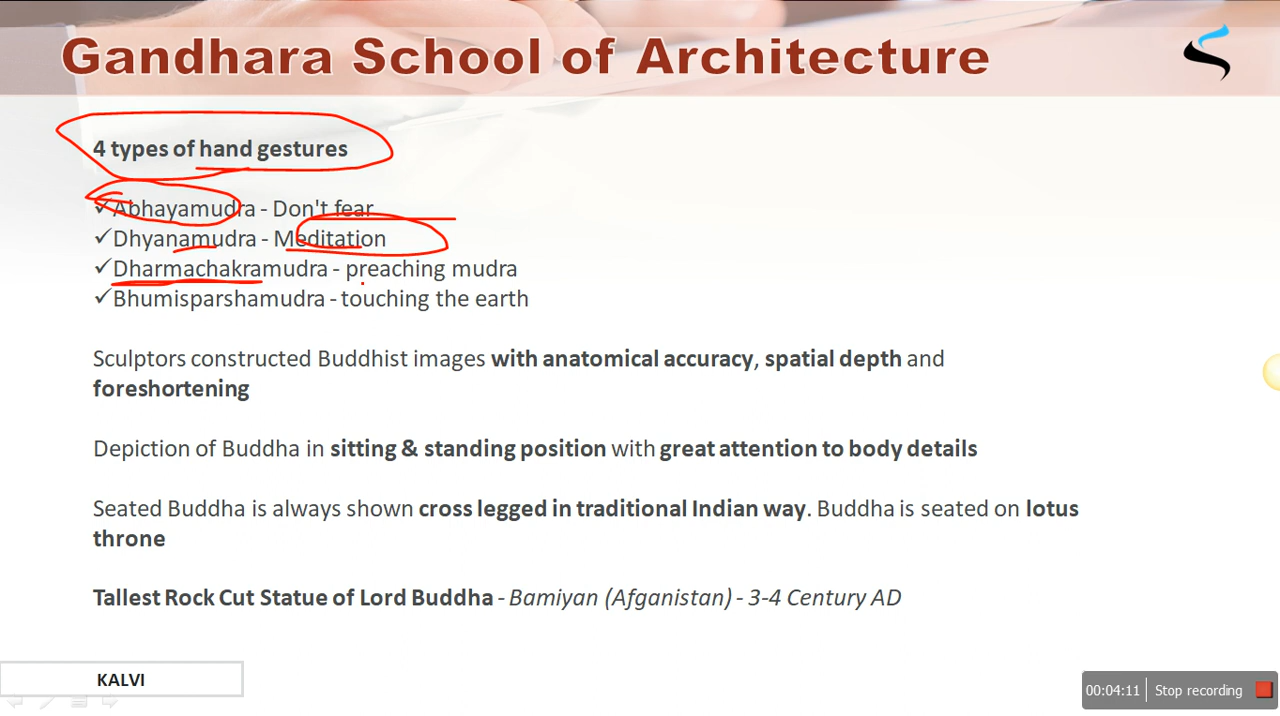 Gandhara School of Architecture
4 types of hand gestures
✓ Abhayamudra - Don't fear
✓ Dhyanamudra - Meditation
✓ Dharmachakramudra - preaching mudra
✓ Bhumisparshamudra - touching the earth
Sculptors constructed Buddhist images with anatomical accuracy, spatial depth and
foreshortening
Depiction of Buddha in sitting & standing position with great attention to body details
Seated Buddha is always shown cross legged in traditional Indian way. Buddha is seated on lotus
throne
Tallest Rock Cut Statue of Lord Buddha - Bamiyan (Afganistan) - 3-4 Century AD
KALVI
00:04:11 Stop recording